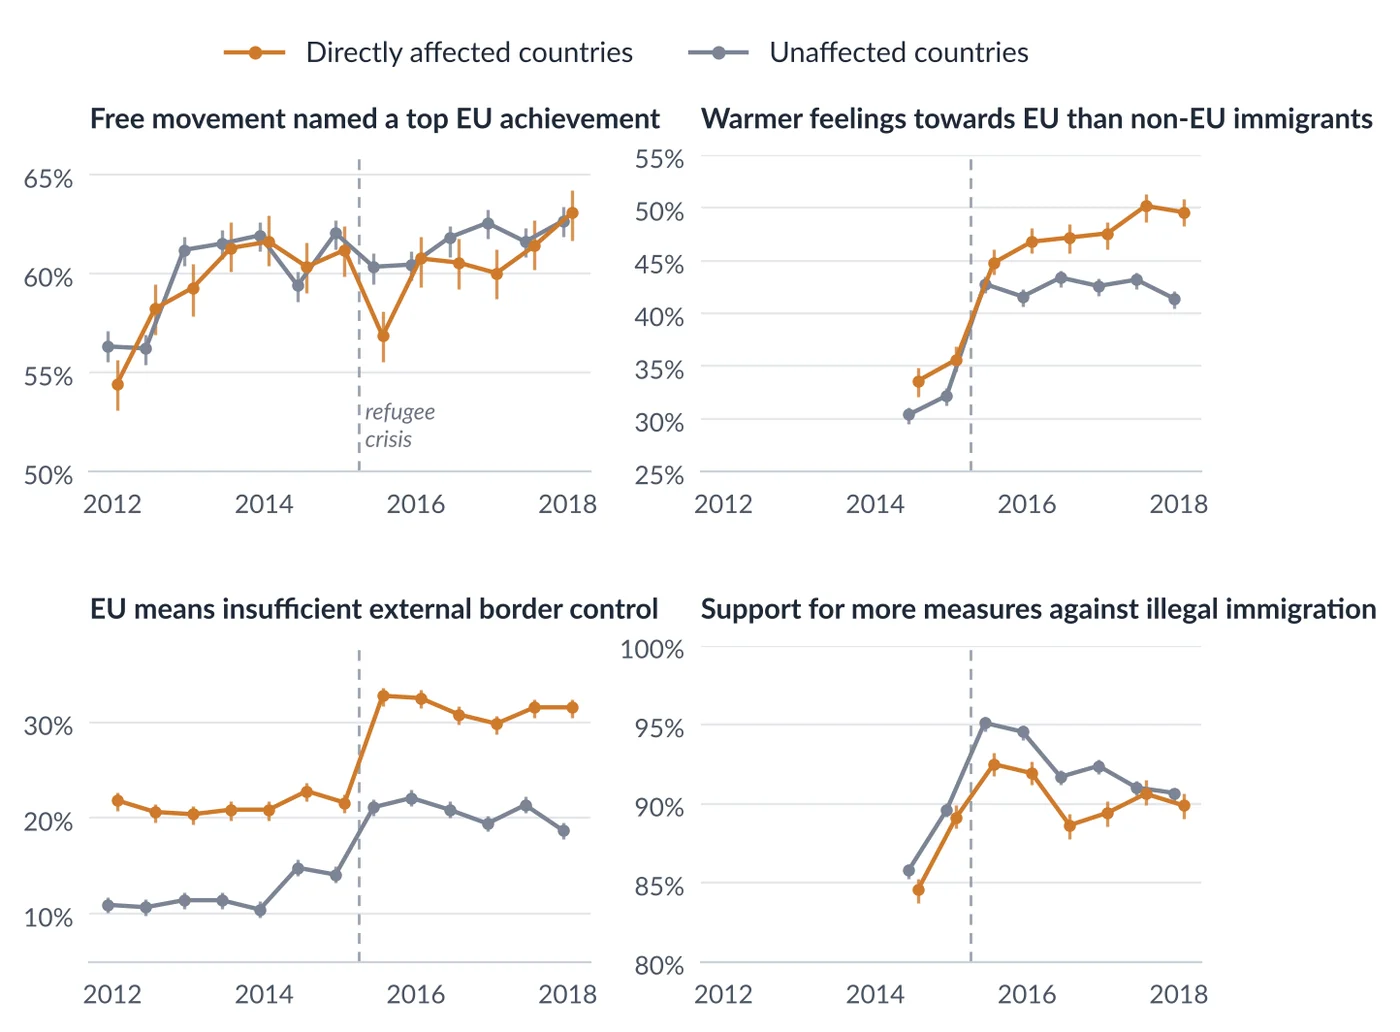 Directly affected countries
Unaffected countries
Free movement named a top EU achievement
65%
60%
55%
50%
refugee
crisis
2012 2014 2016 2018
Warmer feelings towards EU than non-EU immigrants
55%
50%
45%
40%
35%
30%
25%
2012 2014 2016 2018
EU means insufficient external border control
30%
20%
10%
2012 2014 2016 2018
Support for more measures against illegal immigration
100%
95%
90%
85%
80%
2012 2014 2016 2018